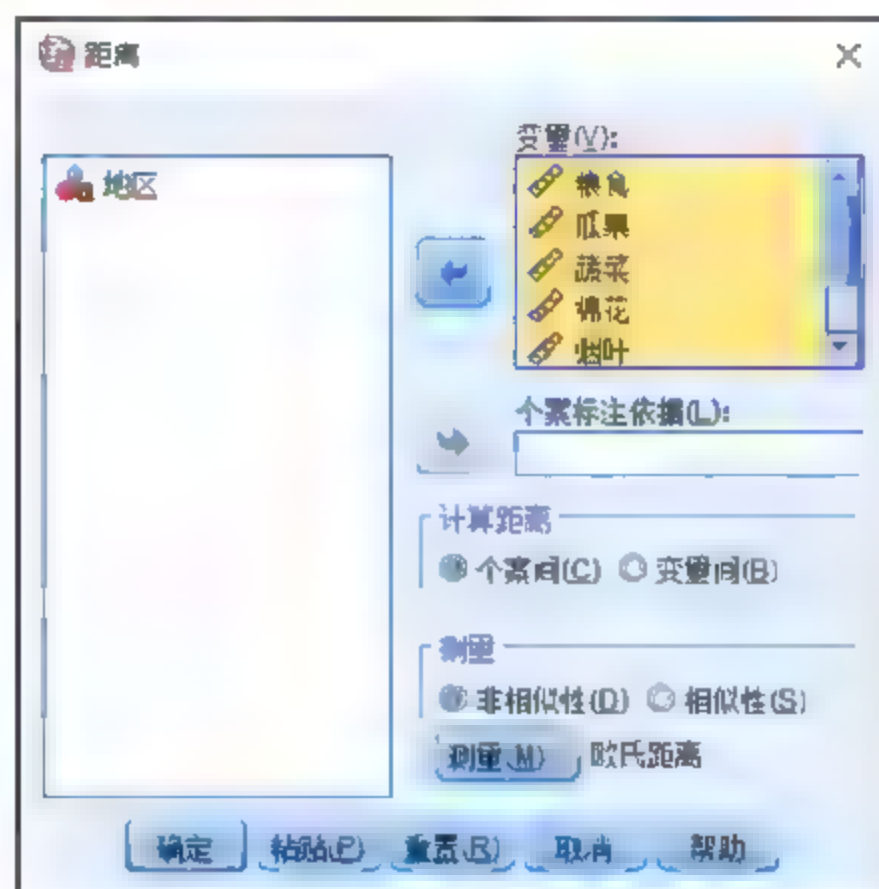 距离
变量(V):
地区
粮食
瓜果
蔬菜
棉花
烟叶
个案标注依据(L):
计算距离
个案间(C) 变量间(B)
测量
非相似性(D) 相似性(S)
测量(M) 欧氏距离
确定 粘贴(P) 重置(R) 取消 帮助